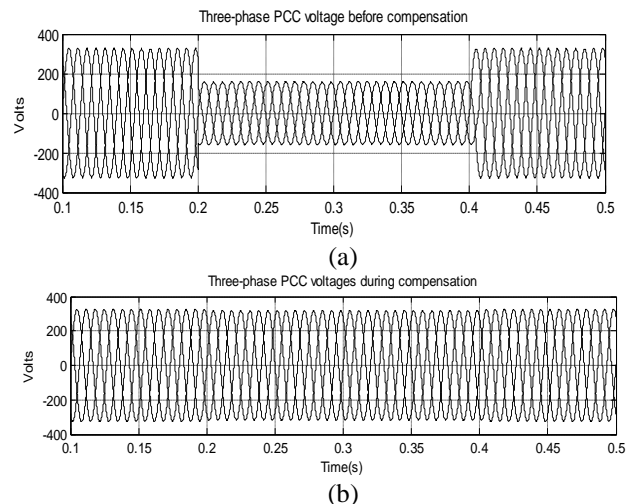 Three-phase PCC voltage before compensation
400
200
0
-200
-400
Volts
0.1 0.15 0.2 0.25 0.3 0.35 0.4 0.45 0.5
Time(s)
(a)
Three-phase PCC voltages during compensation
400
200
0
-200
-400
Volts
0.1 0.15 0.2 0.25 0.3 0.35 0.4 0.45 0.5
Time(s)
(b)